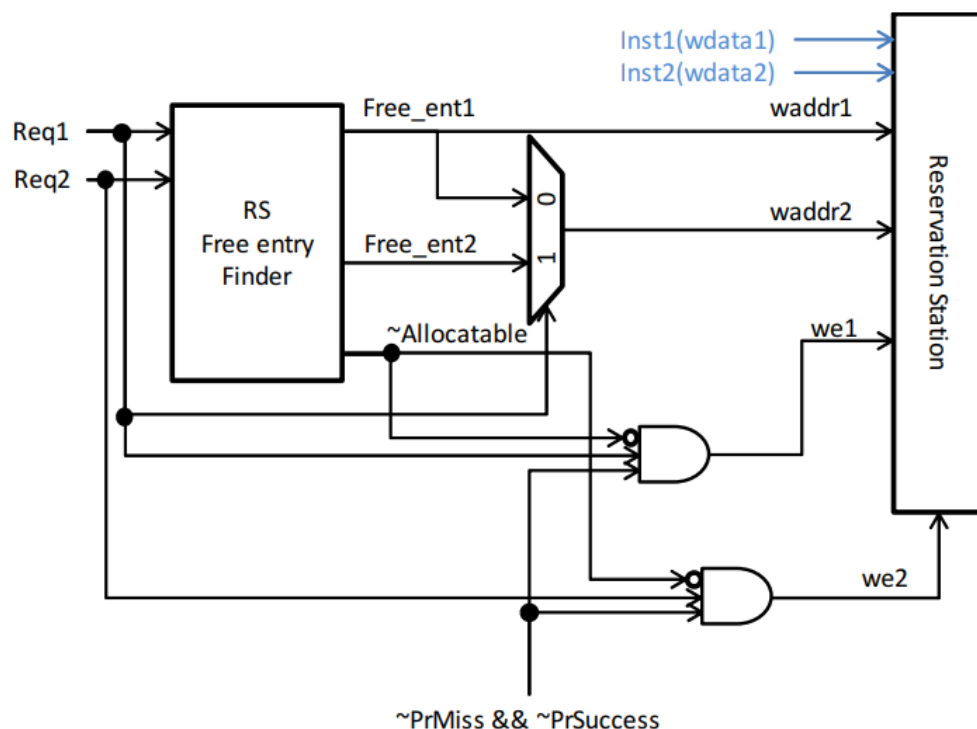 Inst1(wdata1)
Inst2(wdata2)
Free_ent1
waddr1
Req1
Req2
RS
Free entry
Finder
0
waddr2
Free_ent2
1
~Allocatable
we1
Reservation Station
we2
~PrMiss && ~PrSuccess